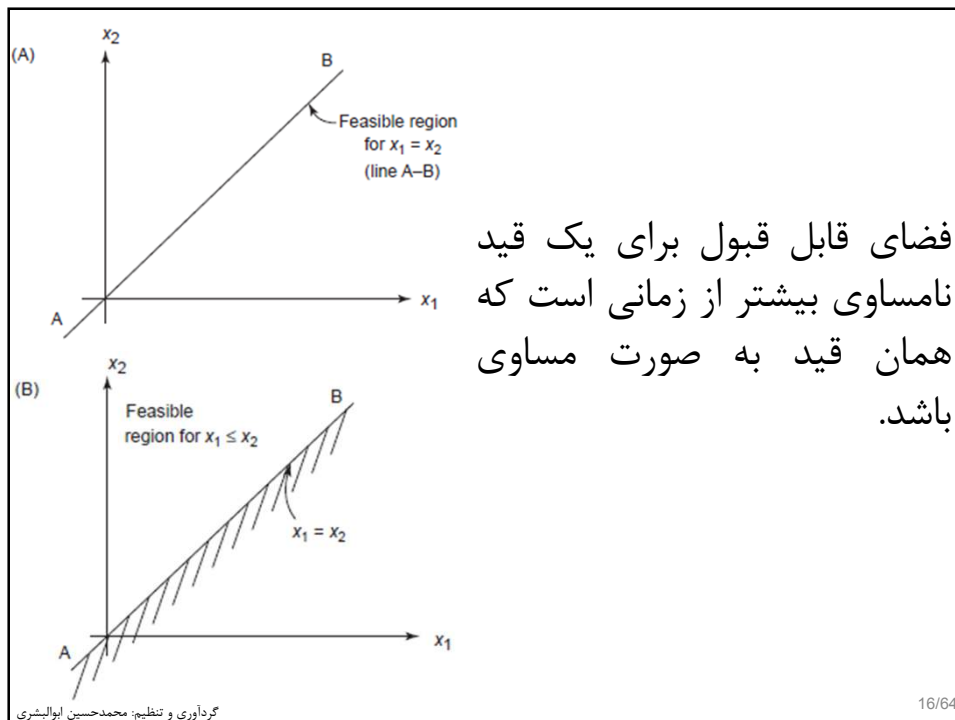 (A)
x₂
B
Feasible region
for x₁ = x₂
(line A–B)
x₁
A
فضای قابل قبول برای یک قید
نامساوی بیشتر از زمانی است که
همان قید به صورت مساوی
باشد.
(B)
x₂
Feasible
region for x₁ ≤ x₂
B
x₁ = x₂
x₁
A
گردآوری و تنظیم: محمدحسین ابوالبشری
16/64